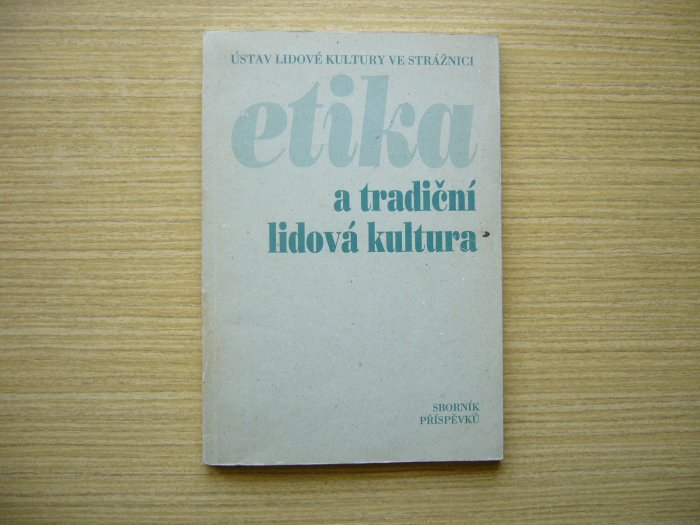 ÚSTAV LIDOVÉ KULTURY VE STRÁŽNICI
etika
a tradiční
lidová kultura
SBORNÍK
PŘÍSPĚVKŮ